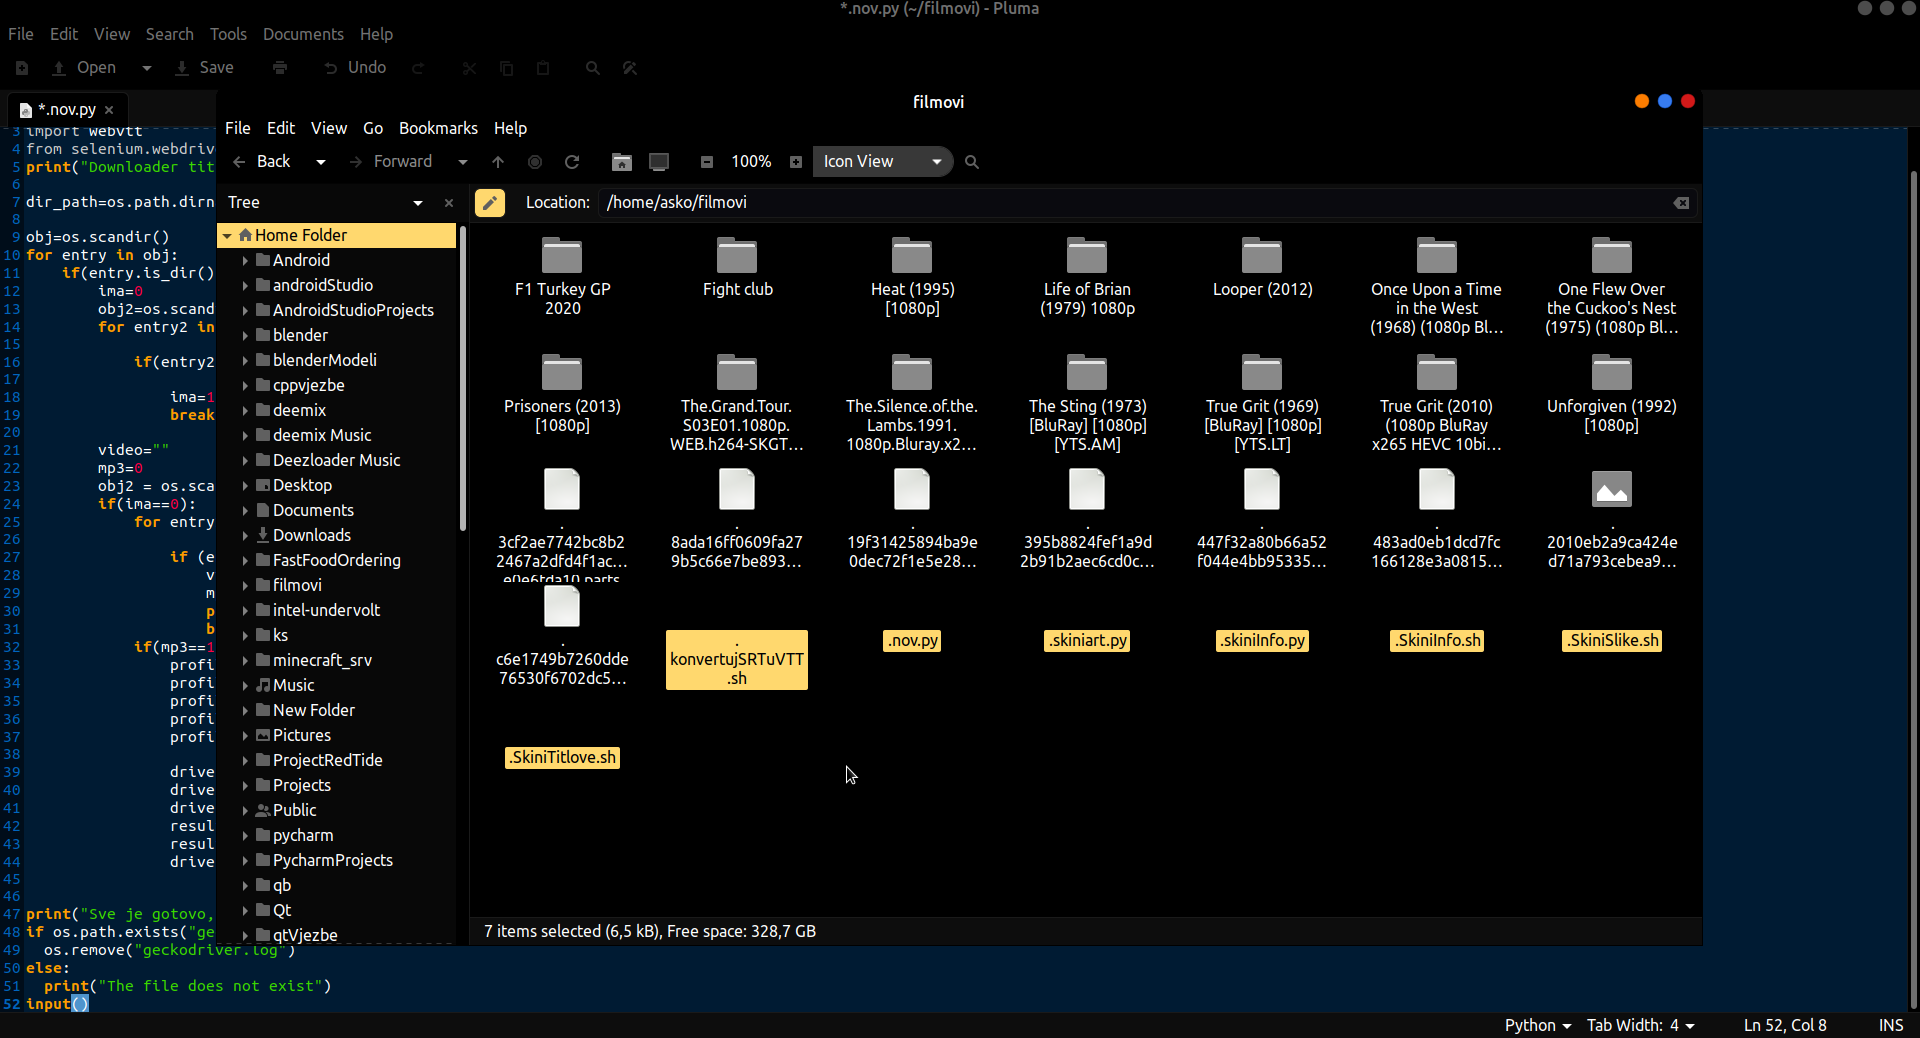 *.nov.py (~/filmovi) - Pluma
File Edit View Search Tools Documents Help
Open Save Undo
*.nov.py
filmovi
File Edit View Go Bookmarks Help
Back Forward 100% Icon View
Tree
Location: /home/asko/filmovi
3 import webvtt
4 from selenium.webdriv
5 print("Downloader tit
6
7 dir_path=os.path.dirn
8
9 obj=os.scandir()
10 for entry in obj:
11 if(entry.is_dir()
12 ima=0
13 obj2=os.scand
14 for entry2 in
15
16 if(entry2
17
18 ima=1
19 break
20
21 video=""
22 mp3=0
23 obj2 = os.sca
24 if(ima==0):
25 for entry
26
27 if (e
28 v
29 m
30 p
31 b
32 if(mp3==1
33 profi
34 profi
35 profi
36 profi
37 profi
38
39 drive
40 drive
41 drive
42 resul
43 resul
44 drive
45
46
47 print("Sve je gotovo,
48 if os.path.exists("ge
49 os.remove("geckodriver.log")
50 else:
51 print("The file does not exist")
52 input()
Home Folder
Android
androidStudio
AndroidStudioProjects
blender
blenderModeli
cppvjezbe
deemix
deemix Music
Deezloader Music
Desktop
Documents
Downloads
FastFoodOrdering
filmovi
intel-undervolt
ks
minecraft_srv
Music
New Folder
Pictures
ProjectRedTide
Projects
Public
pycharm
PycharmProjects
qb
Qt
qtVjezbe
F1 Turkey GP
2020
Fight club
Heat (1995)
[1080p]
Life of Brian
(1979) 1080p
Looper (2012)
Once Upon a Time
in the West
(1968) (1080p Bl...
One Flew Over
the Cuckoo's Nest
(1975) (1080p Bl...
Prisoners (2013)
[1080p]
The.Grand.Tour.
S03E01.1080p.
WEB.h264-SKGT...
The.Silence.of.the.
Lambs.1991.
1080p.Bluray.x2...
The Sting (1973)
[BluRay] [1080p]
[YTS.AM]
True Grit (1969)
[BluRay] [1080p]
[YTS.LT]
True Grit (2010)
(1080p BluRay
x265 HEVC 10bi...
Unforgiven (1992)
[1080p]
.
3cf2ae7742bc8b2
2467a2dfd4f1ac...
e0e6fda10.parts
.
8ada16ff0609fa27
9b5c66e7be893...
.
19f31425894ba9e
0dec72f1e5e28...
.
395b8824fef1a9d
2b91b2aec6cd0c...
.
447f32a80b66a52
f044e4bb95335...
.
483ad0eb1dcd7fc
166128e3a0815...
.
2010eb2a9ca424e
d71a793cebea9...
.
c6e1749b7260dde
76530f6702dc5...
.
konvertujSRTuVTT
.sh
.nov.py
.skiniart.py
.skiniInfo.py
.SkiniInfo.sh
.SkiniSlike.sh
.SkiniTitlove.sh
7 items selected (6,5 kB), Free space: 328,7 GB
Python Tab Width: 4 Ln 52, Col 8 INS